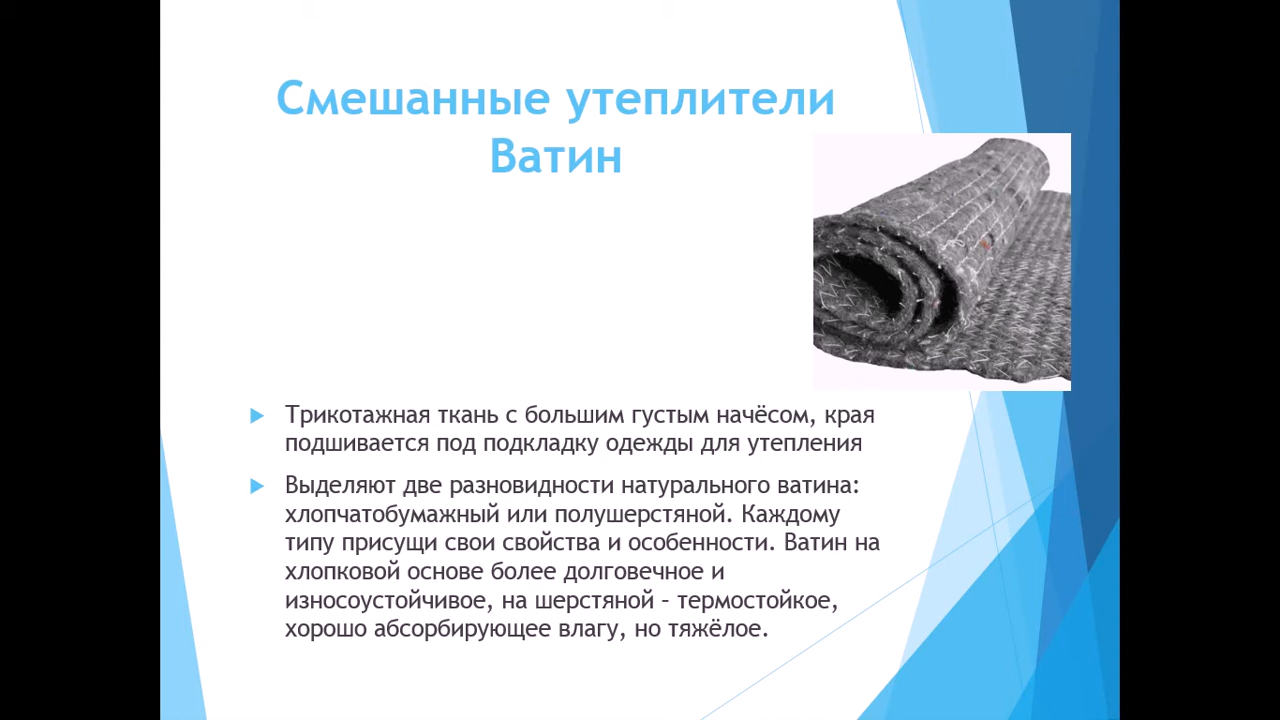 Смешанные утеплители
Ватин
Трикотажная ткань с большим густым начёсом, края
подшивается под подкладку одежды для утепления
Выделяют две разновидности натурального ватина:
хлопчатобумажный или полушерстяной. Каждому
типу присущи свои свойства и особенности. Ватин на
хлопковой основе более долговечное и
износоустойчивое, на шерстяной – термостойкое,
хорошо абсорбирующее влагу, но тяжёлое.